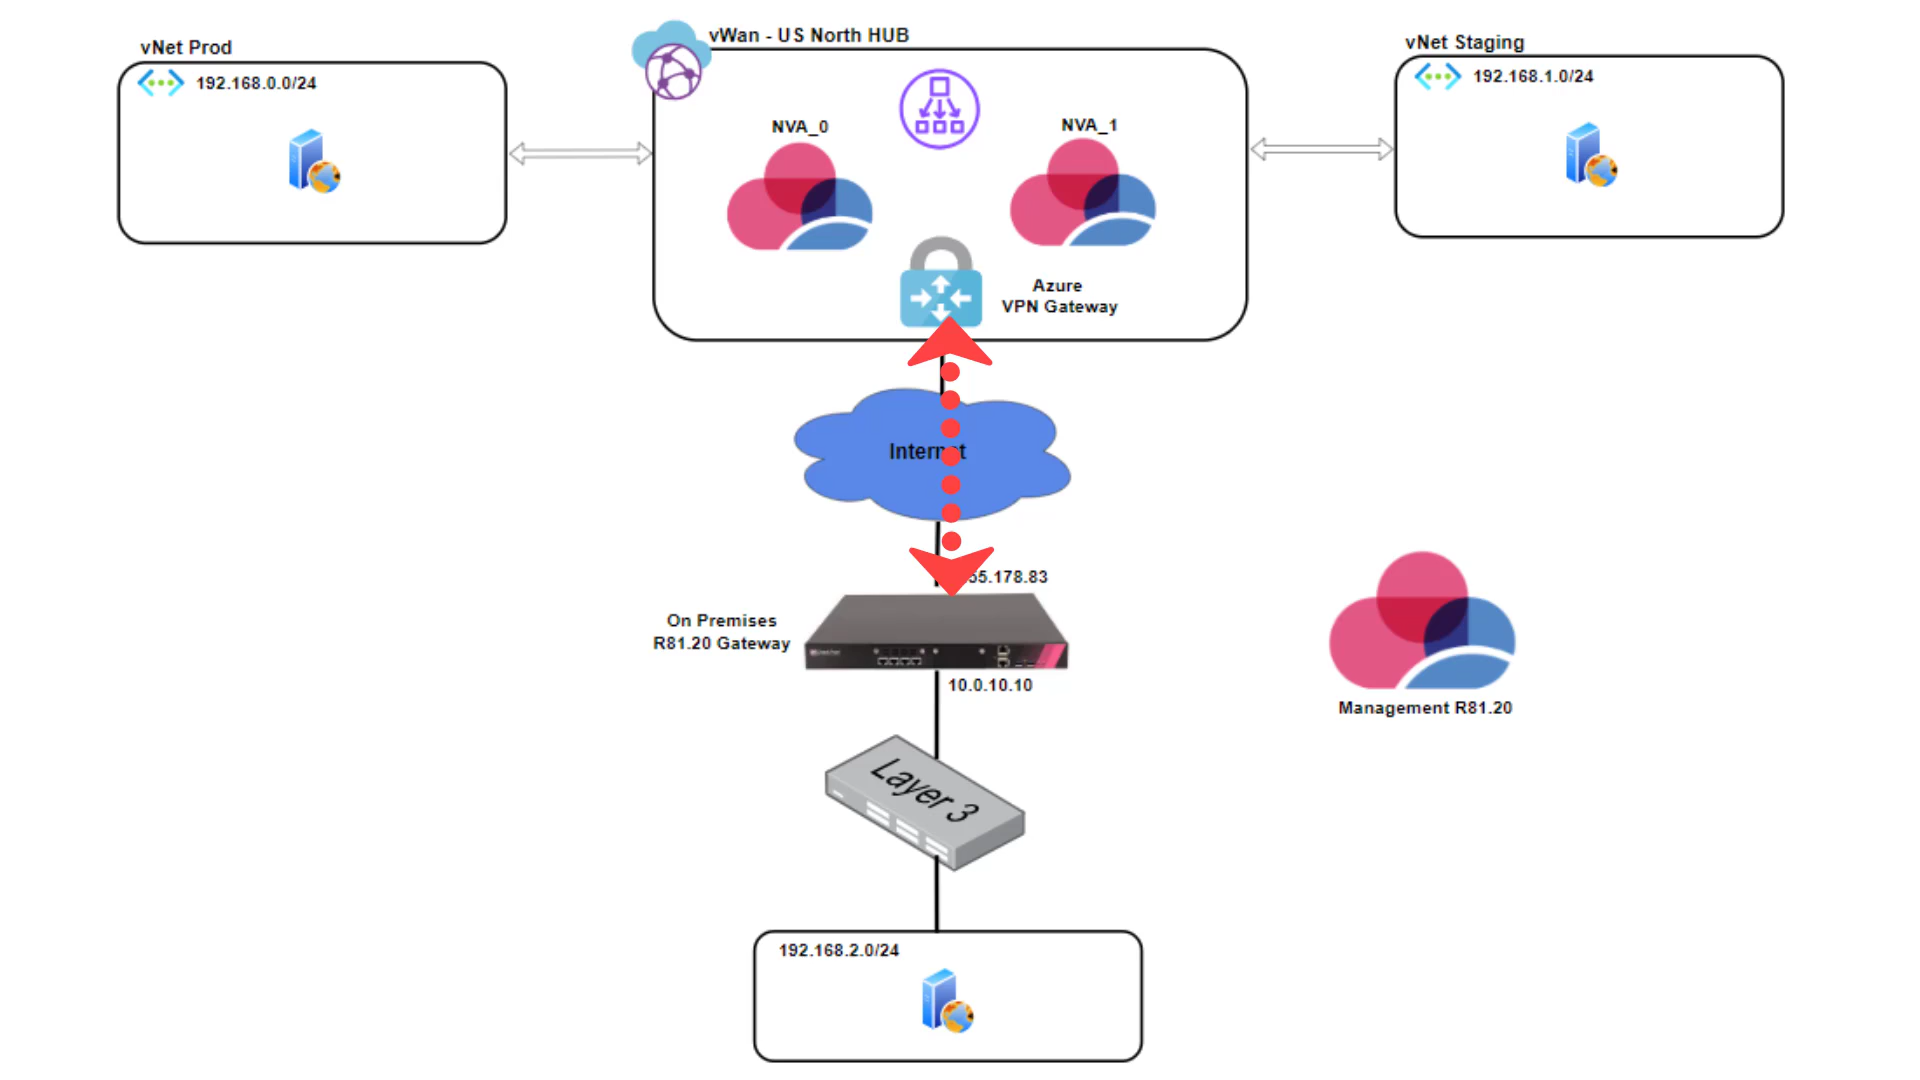 vNet Prod
192.168.0.0/24
vWan - US North HUB
NVA_0
NVA_1
Azure
VPN Gateway
vNet Staging
192.168.1.0/24
Internet
55.178.83
On Premises
R81.20 Gateway
10.0.10.10
Management R81.20
Layer 3
192.168.2.0/24